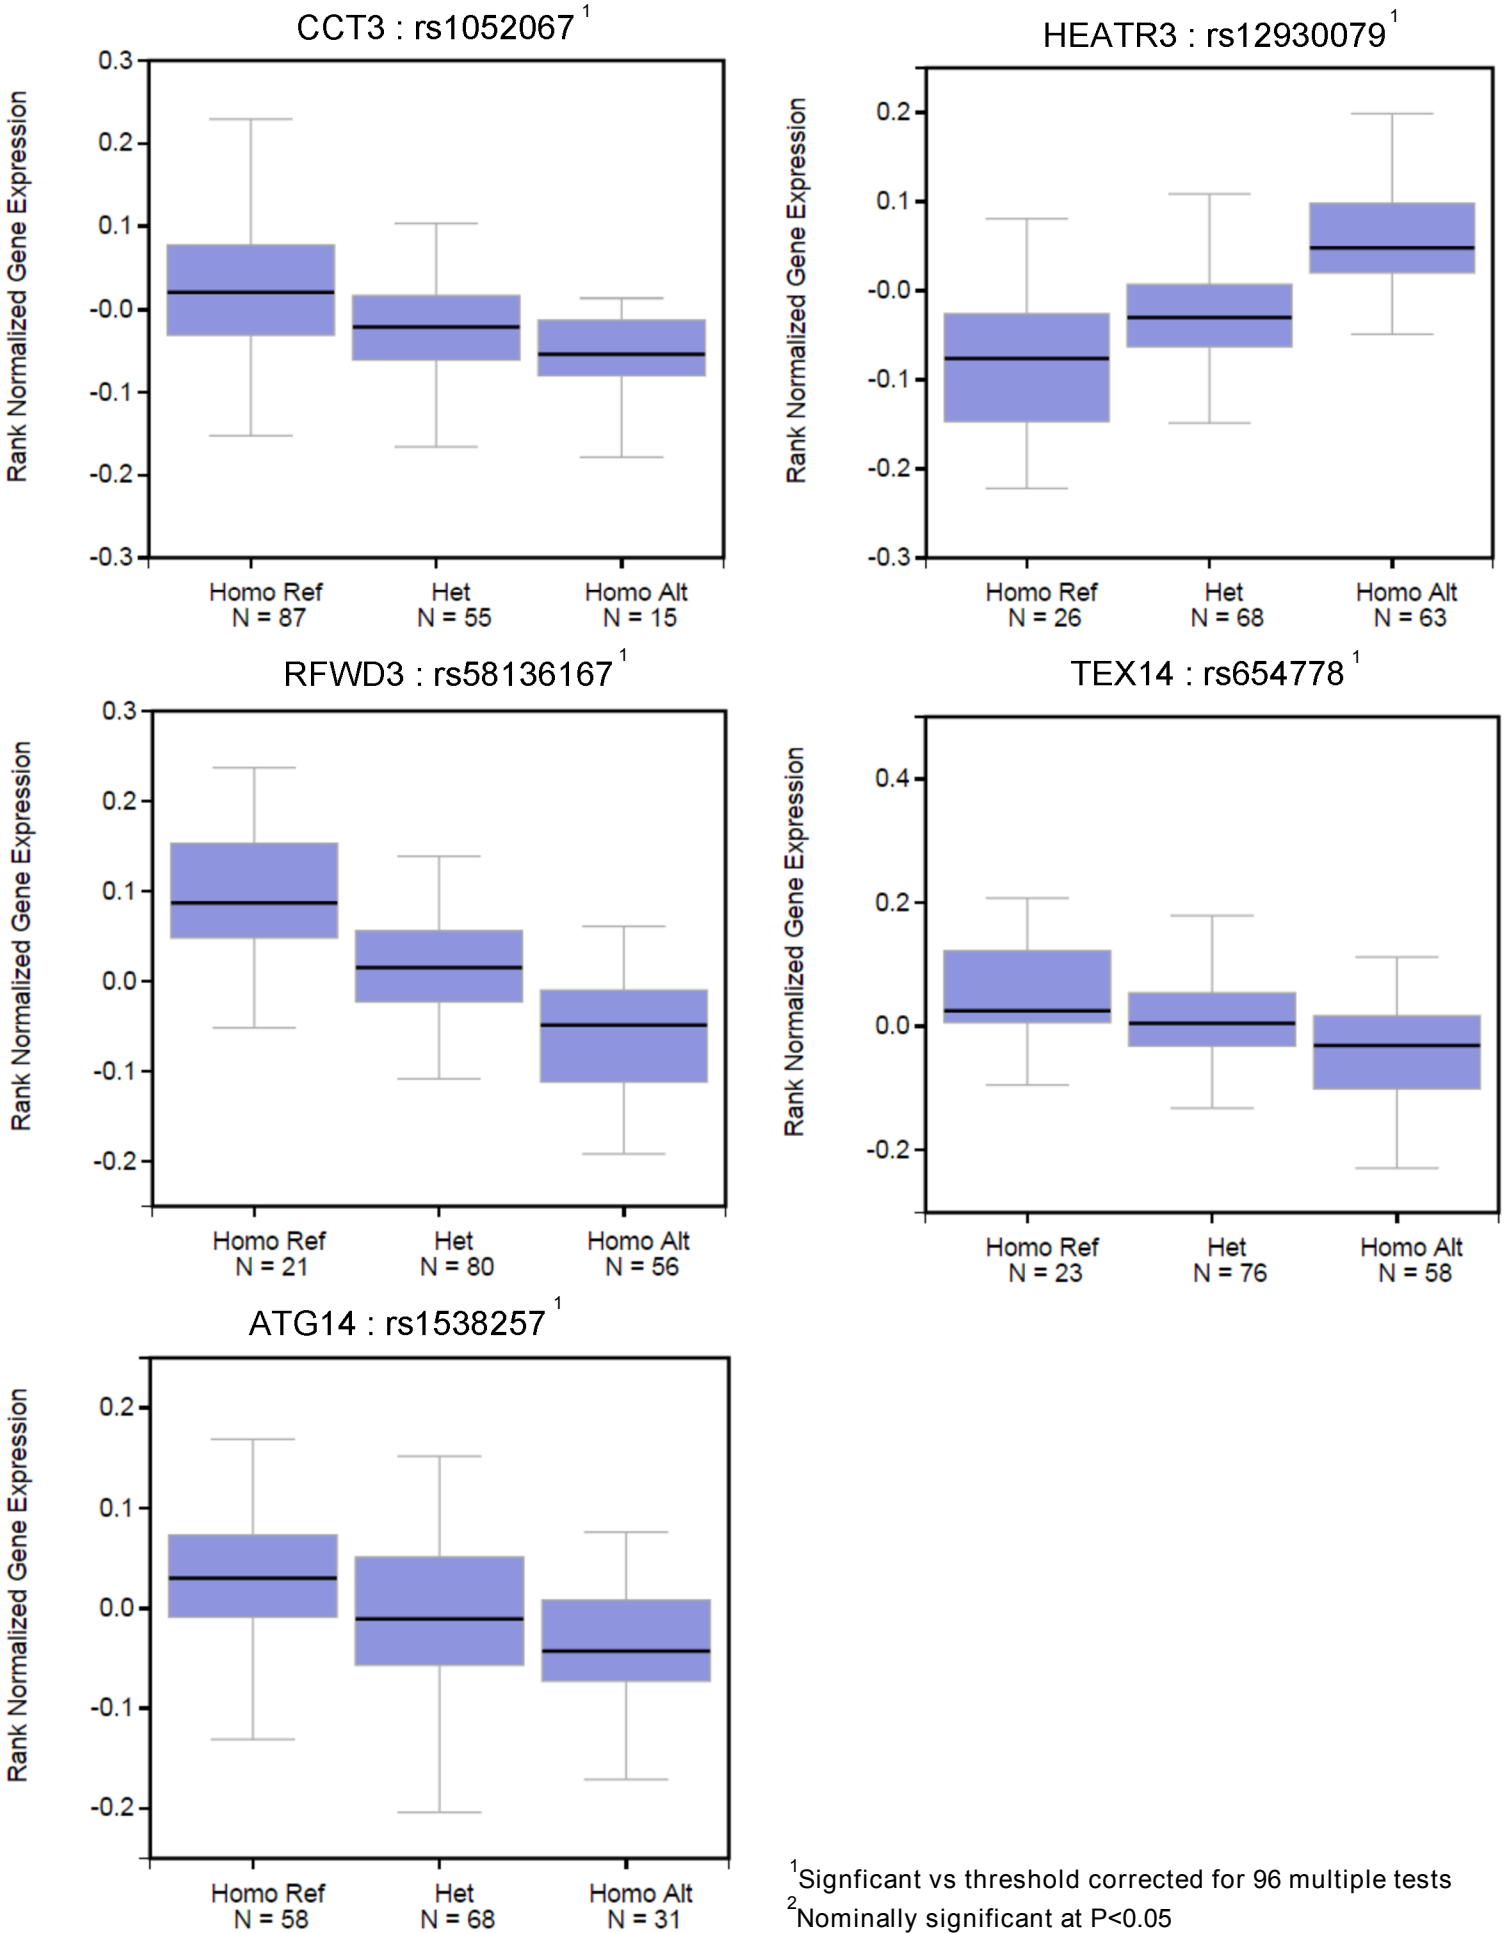 CCT3 : rs1052067 1
Rank Normalized Gene Expression
0.3
0.2
0.1
-0.0
-0.1
-0.2
-0.3
Homo Ref Het Homo Alt
N = 87 N = 55 N = 15
HEATR3 : rs12930079 1
Rank Normalized Gene Expression
0.2
0.1
-0.0
-0.1
-0.2
-0.3
Homo Ref Het Homo Alt
N = 26 N = 68 N = 63
RFWD3 : rs58136167 1
Rank Normalized Gene Expression
0.3
0.2
0.1
0.0
-0.1
-0.2
Homo Ref Het Homo Alt
N = 21 N = 80 N = 56
TEX14 : rs654778 1
Rank Normalized Gene Expression
0.4
0.2
0.0
-0.2
Homo Ref Het Homo Alt
N = 23 N = 76 N = 58
ATG14 : rs1538257 1
Rank Normalized Gene Expression
0.2
0.1
0.0
-0.1
-0.2
Homo Ref Het Homo Alt
N = 58 N = 68 N = 31
1Signficant vs threshold corrected for 96 multiple tests
2Nominally significant at P<0.05